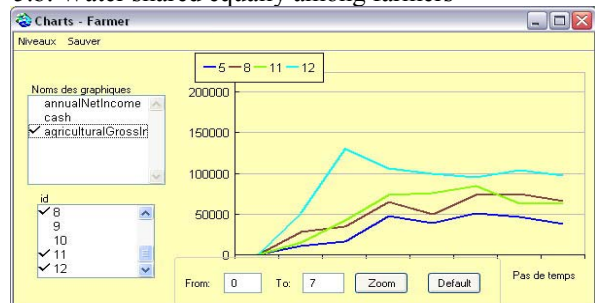 3.8. Water shared equally among farmers
Charts - Farmer
Niveaux Sauver
5 8 11 12
Noms des graphiques
annualNetIncome
cash
agriculturalGrossIr
id
8
9
10
11
12
200000
150000
100000
50000
0
From: 0 To: 7 Zoom Default
Pas de temps